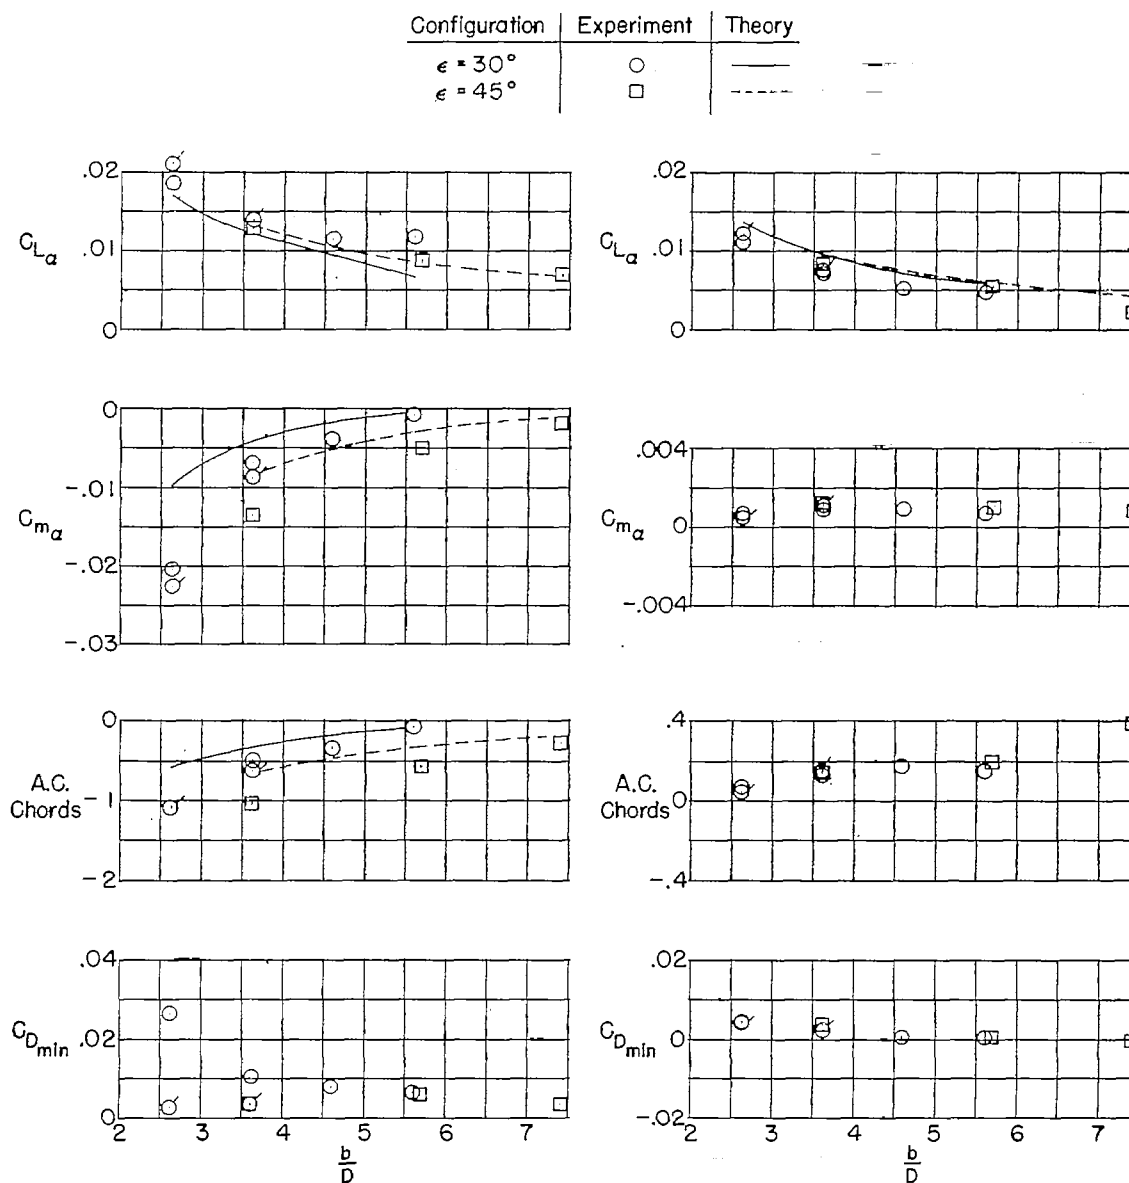 Configuration Experiment Theory
ϵ = 30°
ϵ = 45°
.02
.01
0
C_Lα
.02
.01
0
C_Lα
0
-.01
-.02
-.03
C_mα
.004
0
-.004
C_mα
0
-1
-2
A.C.
Chords
.4
0
-.4
A.C.
Chords
.04
.02
0
C_Dmin
2 3 4 5 6 7
b/D
.02
0
-.02
C_Dmin
2 3 4 5 6 7
b/D